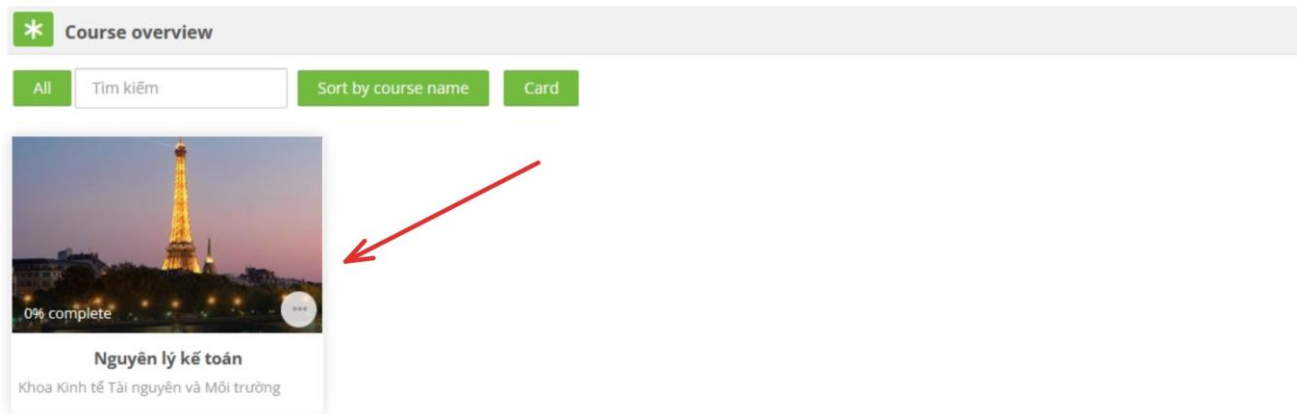 Course overview
All
Tìm kiếm
Sort by course name
Card
0% complete
Nguyên lý kế toán
Khoa Kinh tế Tài nguyên và Môi trường